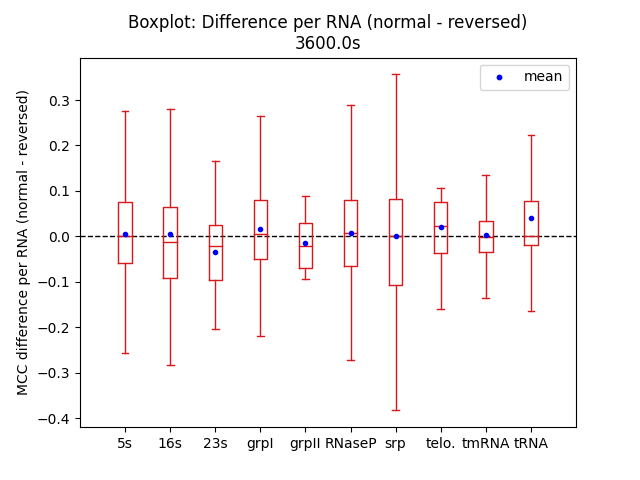 Boxplot: Difference per RNA (normal - reversed)
3600.0s
mean
MCC difference per RNA (normal - reversed)
0.3
0.2
0.1
0.0
−0.1
−0.2
−0.3
−0.4
5s 16s 23s grpI grpII RNaseP srp telo. tmRNA tRNA